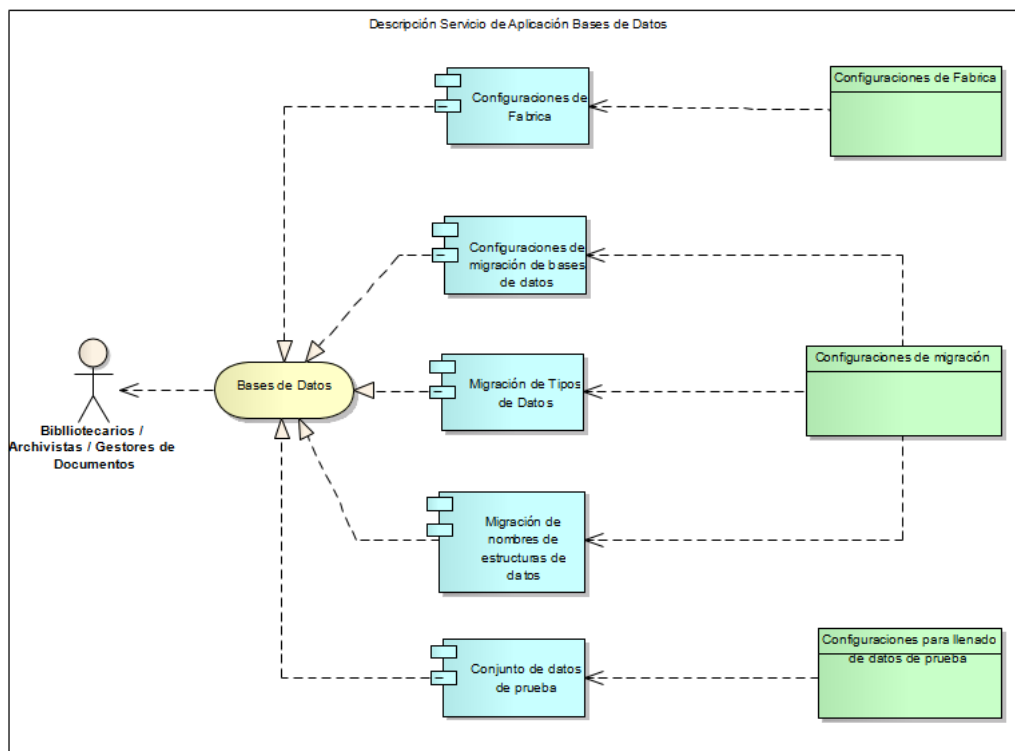 Descripción Servicio de Aplicación Bases de Datos
Configuraciones de
Fabrica
Configuraciones de Fabrica
Configuraciones de
migración de bases
de datos
Bases de Datos
Migración de Tipos
de Datos
Configuraciones de migración
Biblliotecarios /
Archivistas / Gestores de
Documentos
Migración de
nombres de
estructuras de
datos
Conjunto de datos
de prueba
Configuraciones para llenado
de datos de prueba